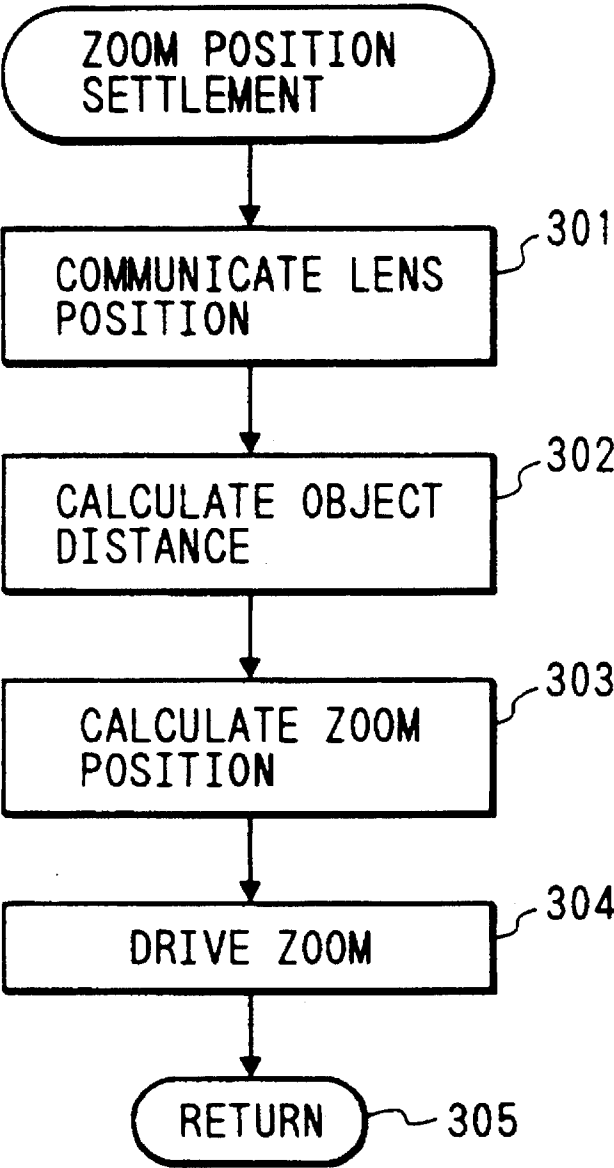 ZOOM POSITION
SETTLEMENT
301
COMMUNICATE LENS
POSITION
302
CALCULATE OBJECT
DISTANCE
303
CALCULATE ZOOM
POSITION
304
DRIVE ZOOM
RETURN
305